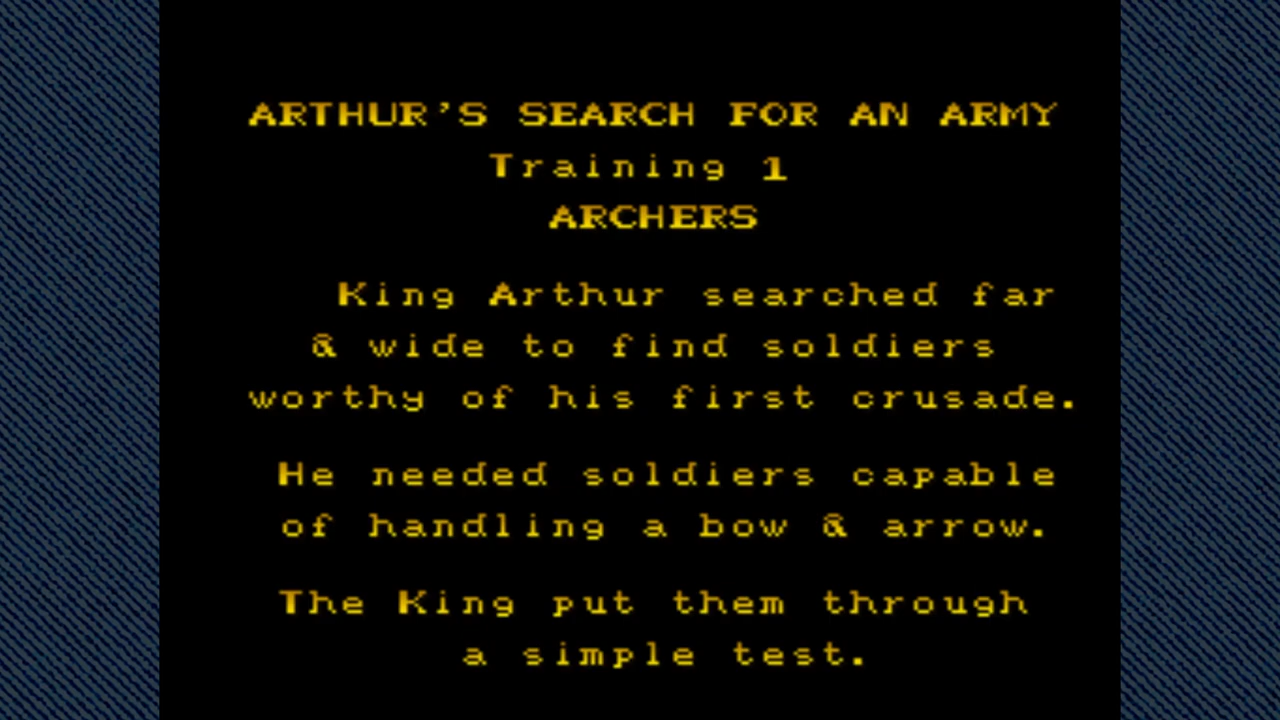 ARTHUR'S SEARCH FOR AN ARMY
Training 1
ARCHERS
King Arthur searched far
& wide to find soldiers
worthy of his first crusade.
He needed soldiers capable
of handling a bow & arrow.
The King put them through
a simple test.